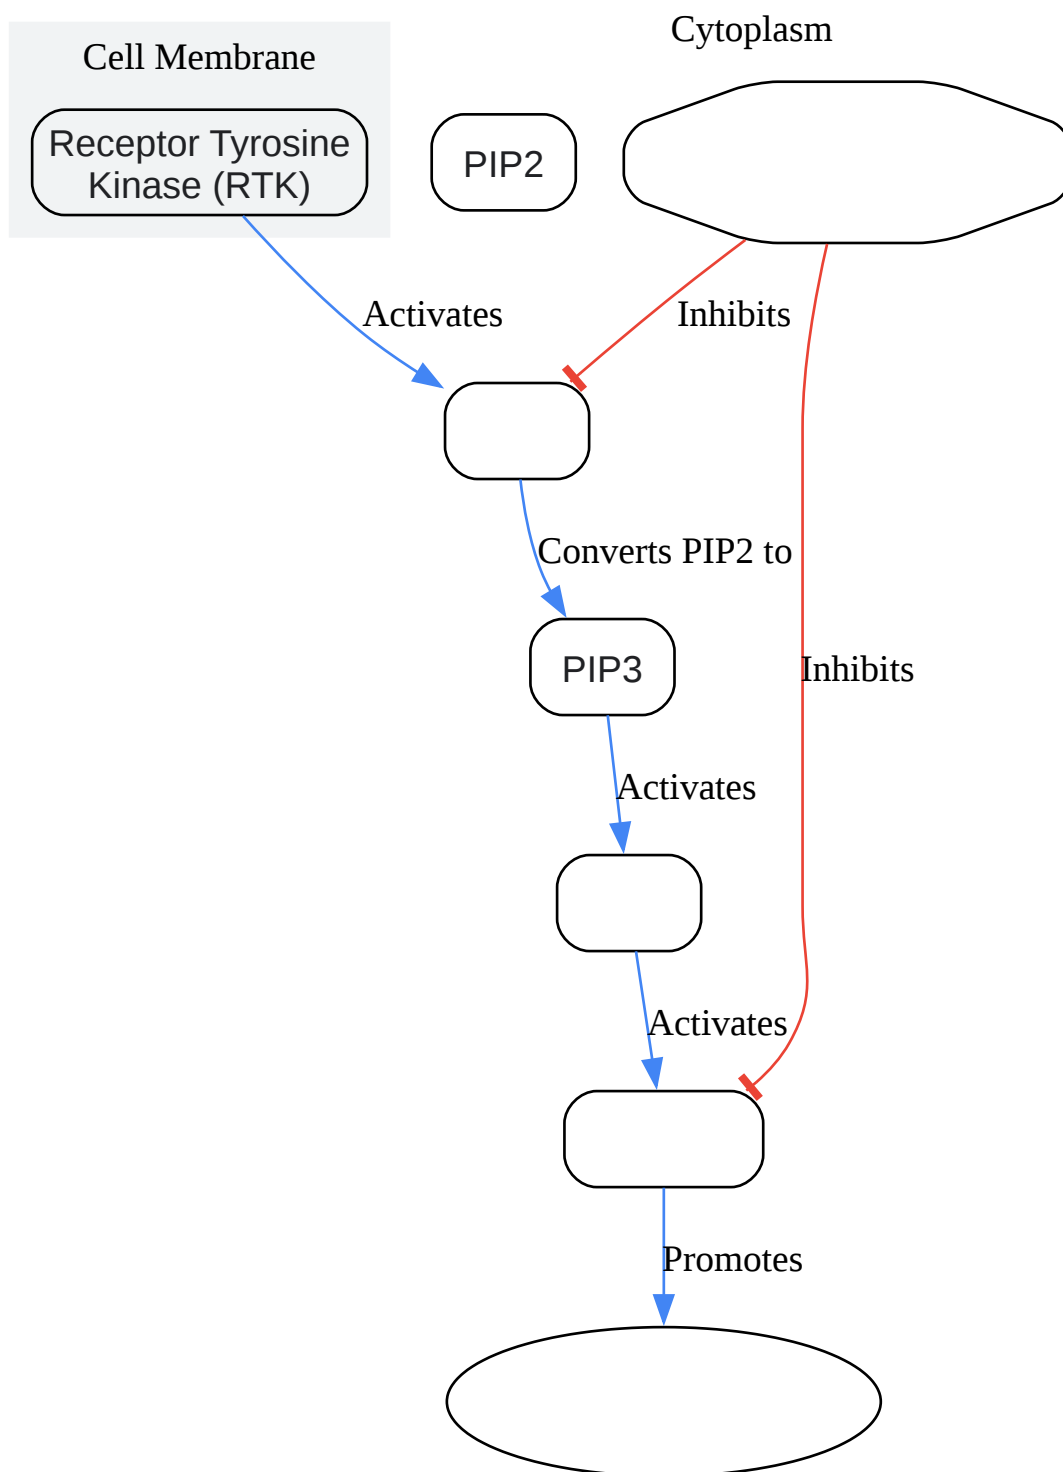 Cytoplasm
Cell Membrane
Receptor Tyrosine
Kinase (RTK)
PIP2
Activates
Inhibits
Converts PIP2 to
PIP3
Inhibits
Activates
Activates
Promotes